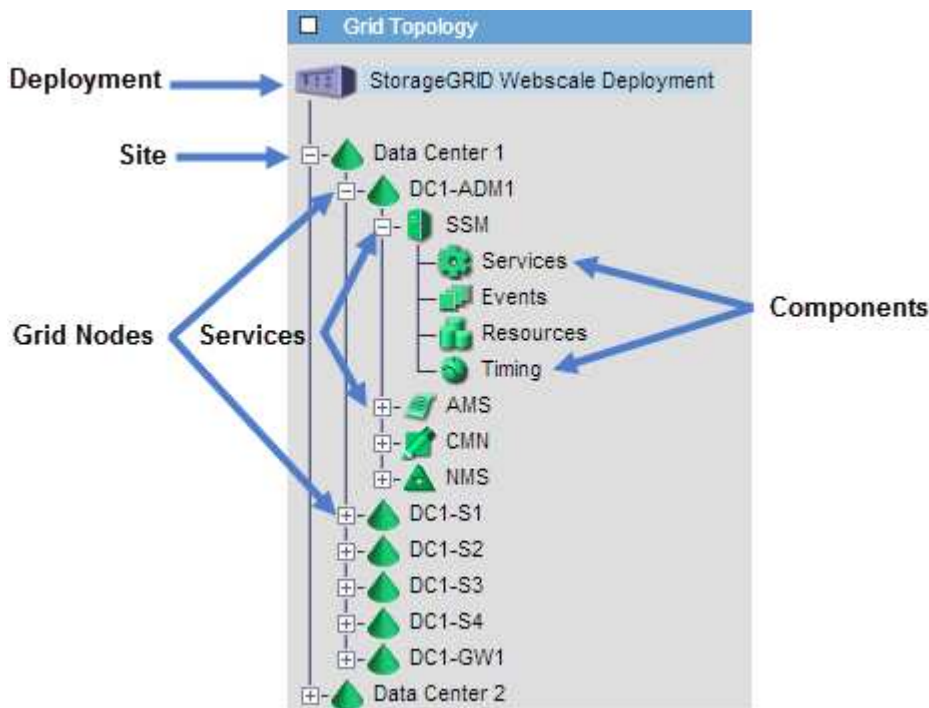 Grid Topology
Deployment
StorageGRID Webscale Deployment
Site
Data Center 1
DC1-ADM1
SSM
Services
Events
Components
Grid Nodes
Services
Resources
Timing
AMS
CMN
NMS
DC1-S1
DC1-S2
DC1-S3
DC1-S4
DC1-GW1
Data Center 2